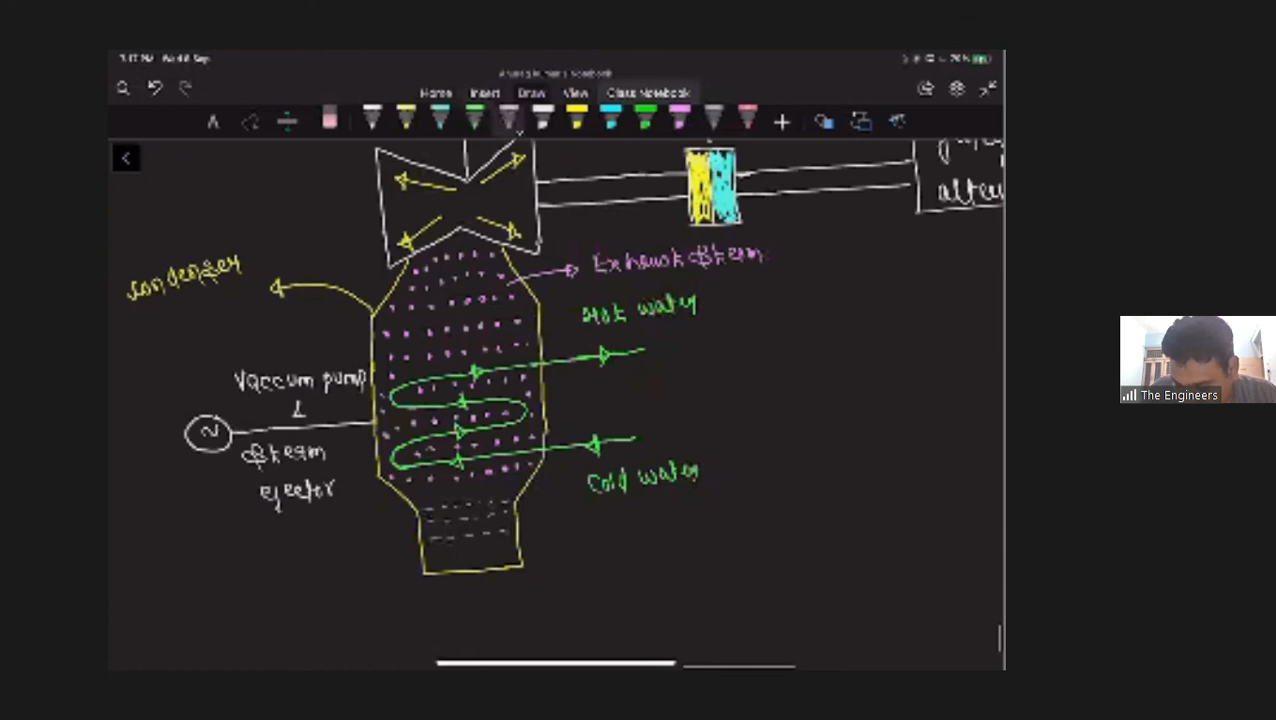 Home Insert Draw View Class Notebook
Exhaust Steam
Condenser
Hot water
Vaccum pump
Steam
ejector
Cold water
The Engineers